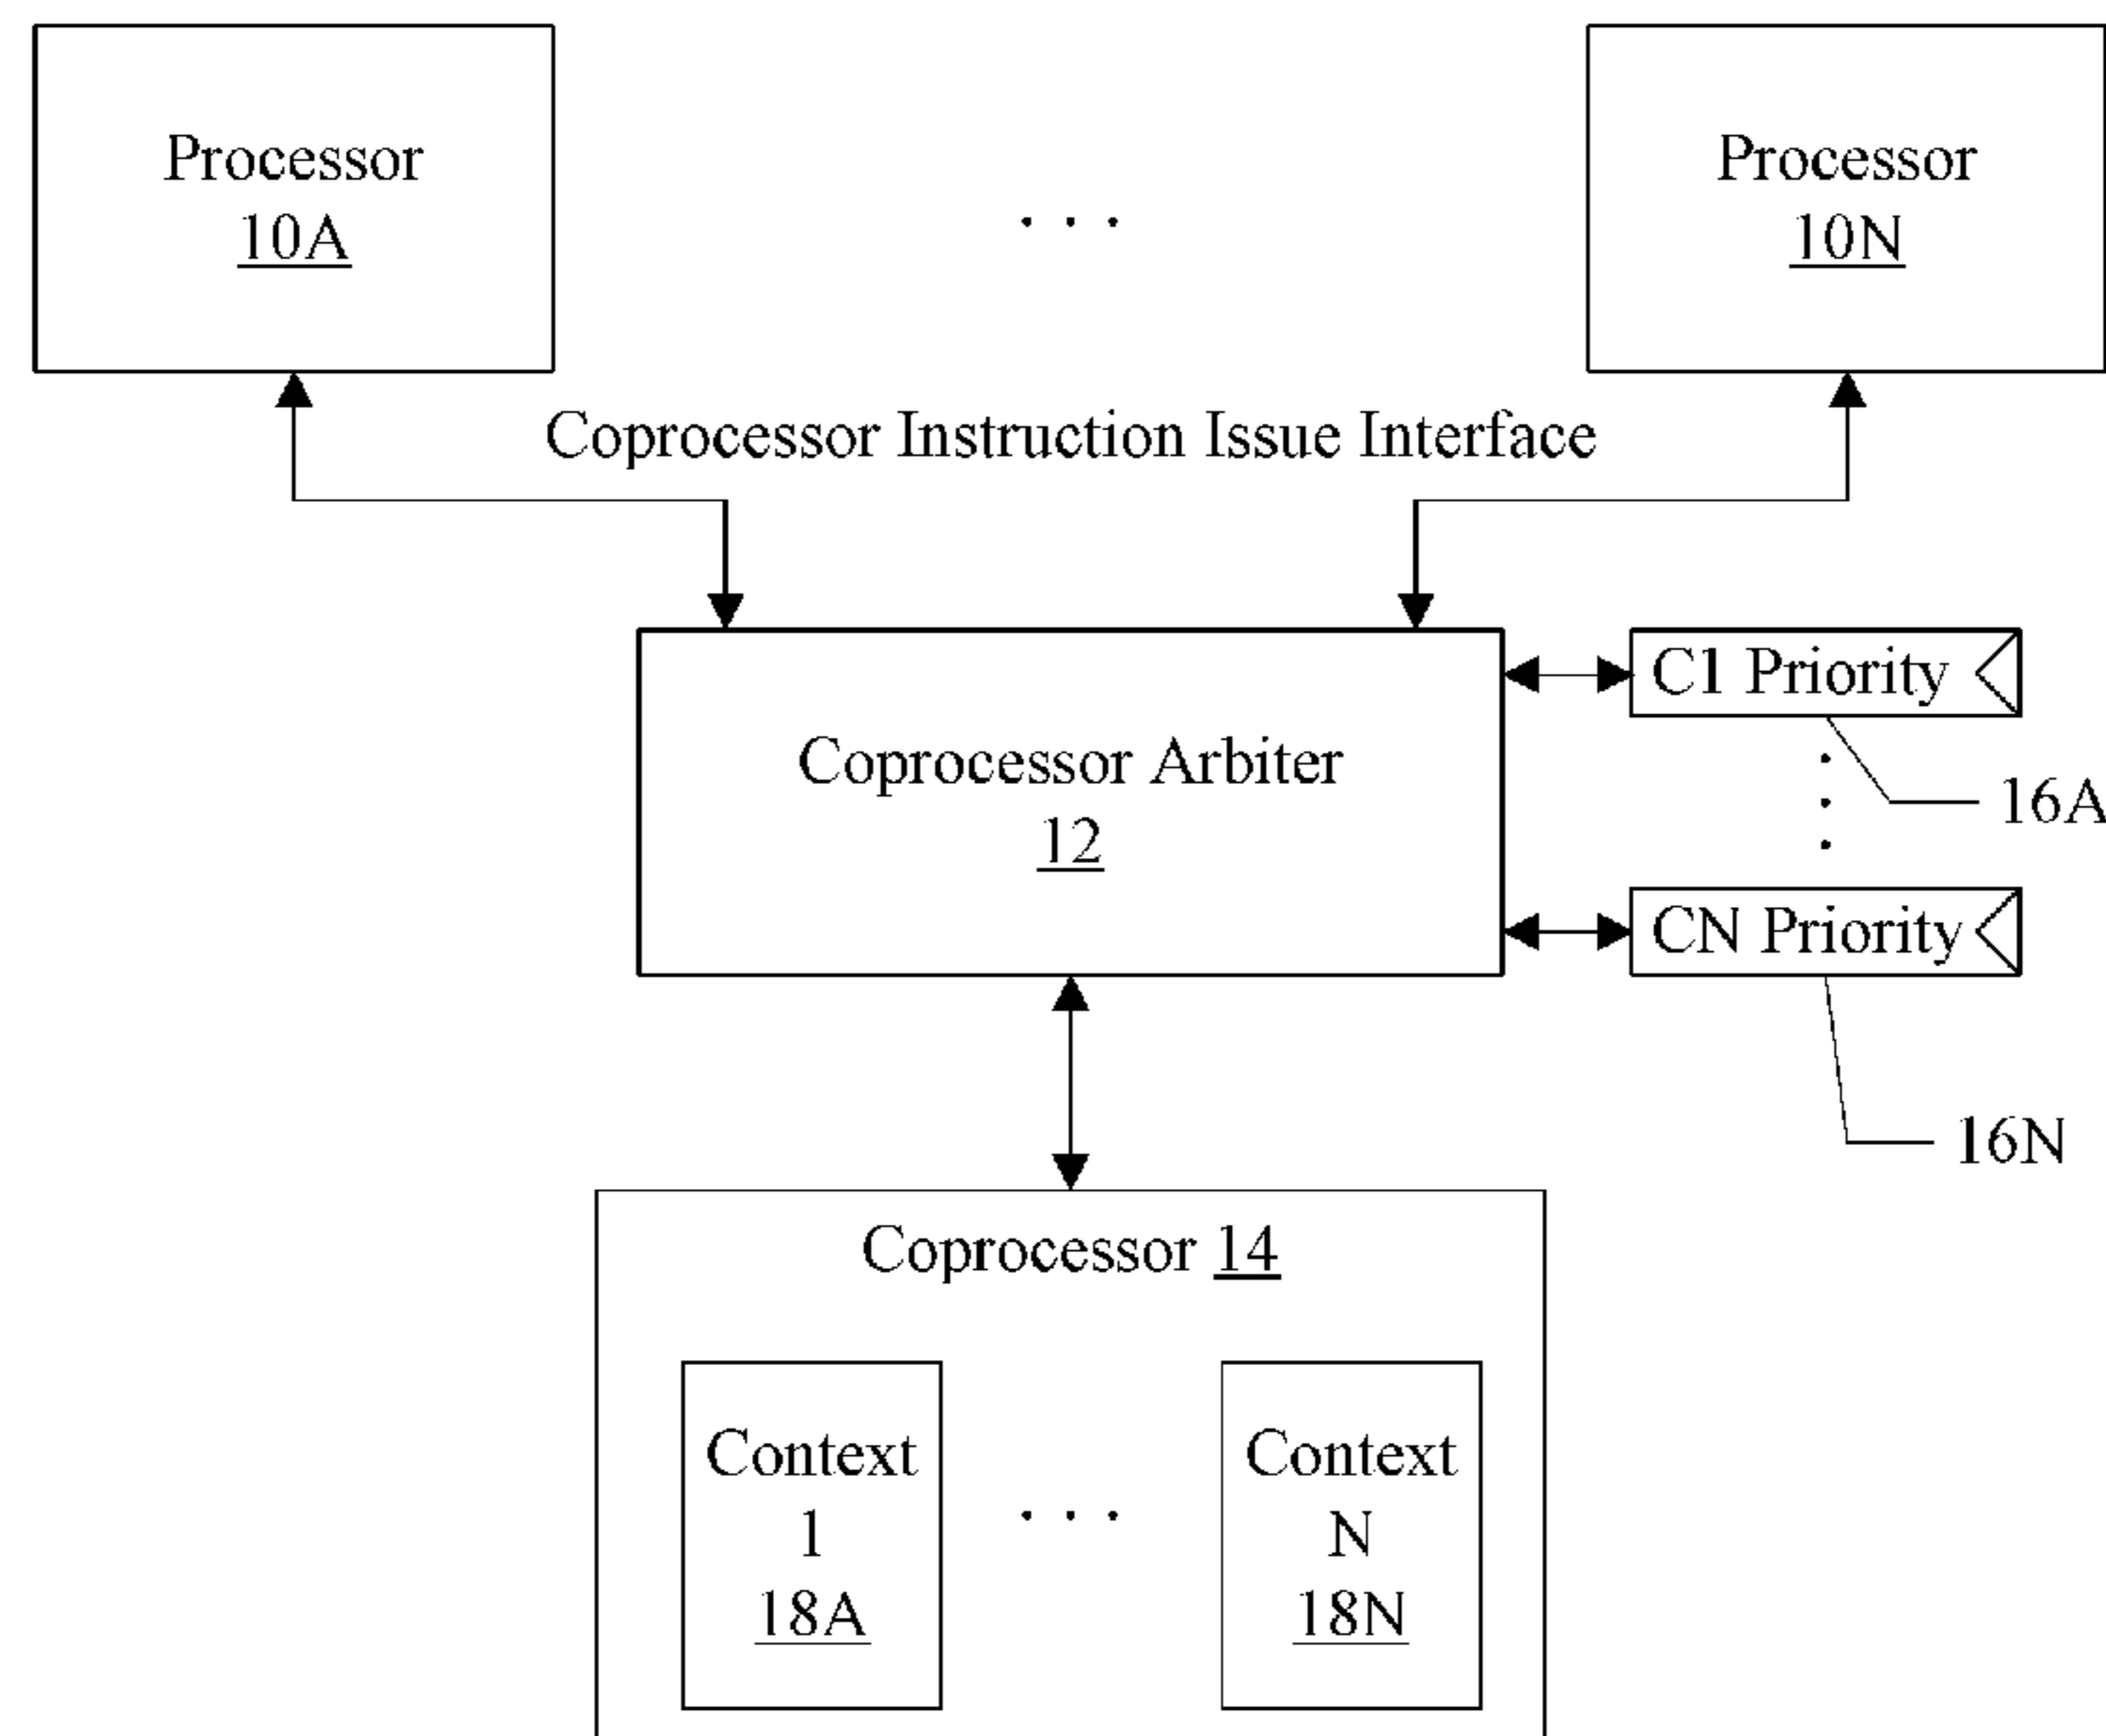 Processor
10A
. . .
Processor
10N
Coprocessor Instruction Issue Interface
Coprocessor Arbiter
12
C1 Priority
16A
CN Priority
16N
Coprocessor 14
Context
1
18A
. . .
Context
N
18N